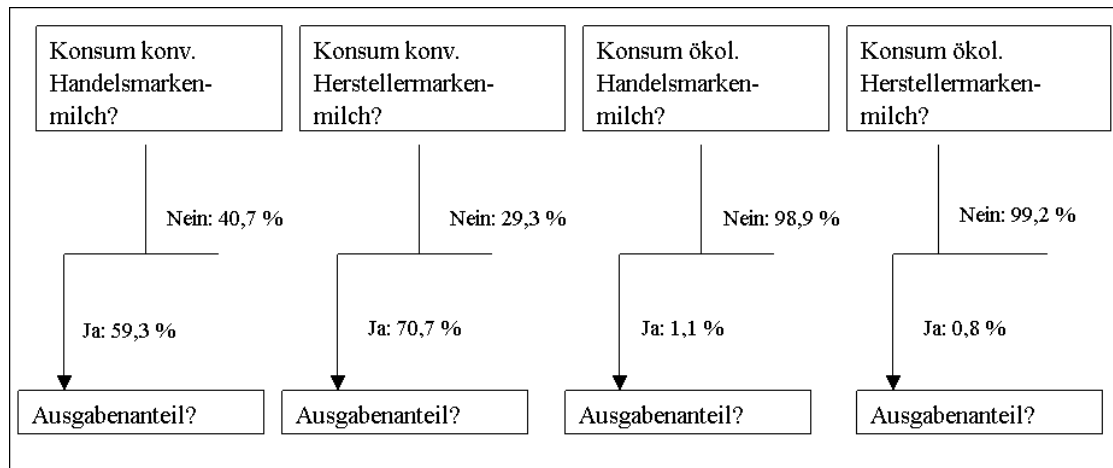 Konsum konv.
Handelsmarken-
milch?
Konsum konv.
Herstellermarken-
milch?
Konsum ökol.
Handelsmarken-
milch?
Konsum ökol.
Herstellermarken-
milch?
Nein: 40,7 %
Nein: 29,3 %
Nein: 98,9 %
Nein: 99,2 %
Ja: 59,3 %
Ja: 70,7 %
Ja: 1,1 %
Ja: 0,8 %
Ausgabenanteil?
Ausgabenanteil?
Ausgabenanteil?
Ausgabenanteil?